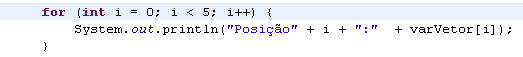 for (int i = 0; i < 5; i++) {
    System.out.println("Posição" + i + ":"  + varVetor[i]);
}